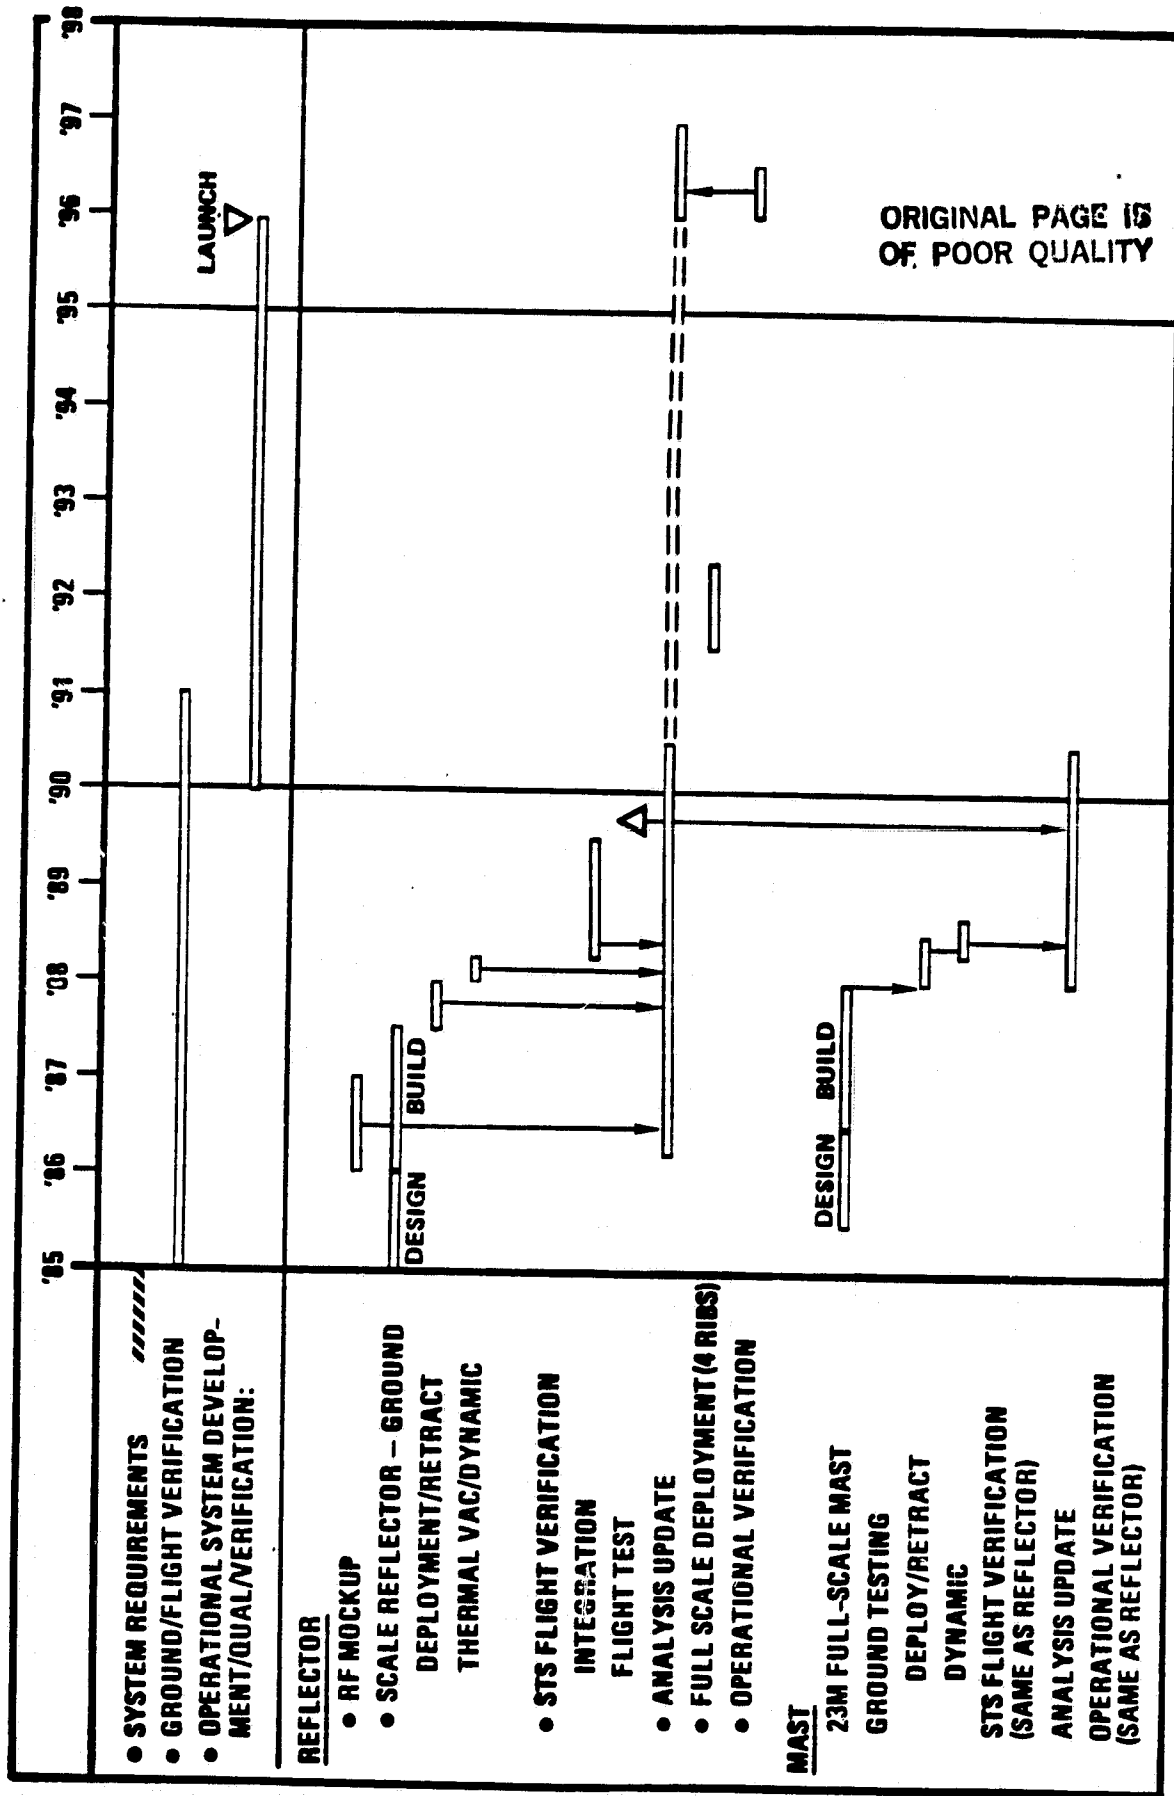 '85 '86 '87 '08 '89 '90 '91 '92 '93 '94 '95 '96 '97 '98
• SYSTEM REQUIREMENTS
• GROUND/FLIGHT VERIFICATION
• OPERATIONAL SYSTEM DEVELOP-
MENT/QUAL/VERIFICATION:
LAUNCH
REFLECTOR
• RF MOCKUP
• SCALE REFLECTOR – GROUND
DESIGN BUILD
DEPLOYMENT/RETRACT
THERMAL VAC/DYNAMIC
• STS FLIGHT VERIFICATION
INTEGRATION
FLIGHT TEST
• ANALYSIS UPDATE
• FULL SCALE DEPLOYMENT (4 RIBS)
• OPERATIONAL VERIFICATION
MAST
23M FULL-SCALE MAST
DESIGN BUILD
GROUND TESTING
DEPLOY/RETRACT
DYNAMIC
STS FLIGHT VERIFICATION
(SAME AS REFLECTOR)
ANALYSIS UPDATE
OPERATIONAL VERIFICATION
(SAME AS REFLECTOR)
ORIGINAL PAGE IS
OF POOR QUALITY